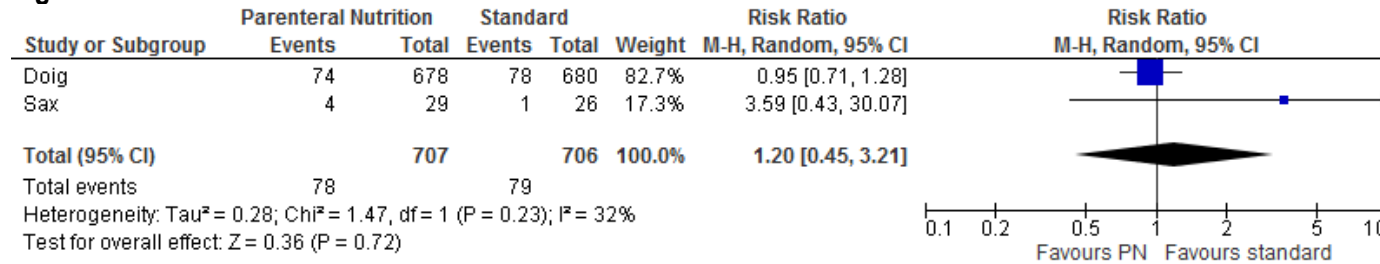 Parenteral Nutrition Standard Risk Ratio Risk Ratio
Study or Subgroup Events Total Events Total Weight M-H, Random, 95% CI M-H, Random, 95% CI
Doig 74 678 78 680 82.7% 0.95 [0.71, 1.28]
Sax 4 29 1 26 17.3% 3.59 [0.43, 30.07]
Total (95% CI) 707 706 100.0% 1.20 [0.45, 3.21]
Total events 78 79
Heterogeneity: Tau² = 0.28; Chi² = 1.47, df = 1 (P = 0.23); I² = 32%
Test for overall effect: Z = 0.36 (P = 0.72)
0.1 0.2 0.5 1 2 5 10
Favours PN Favours standard